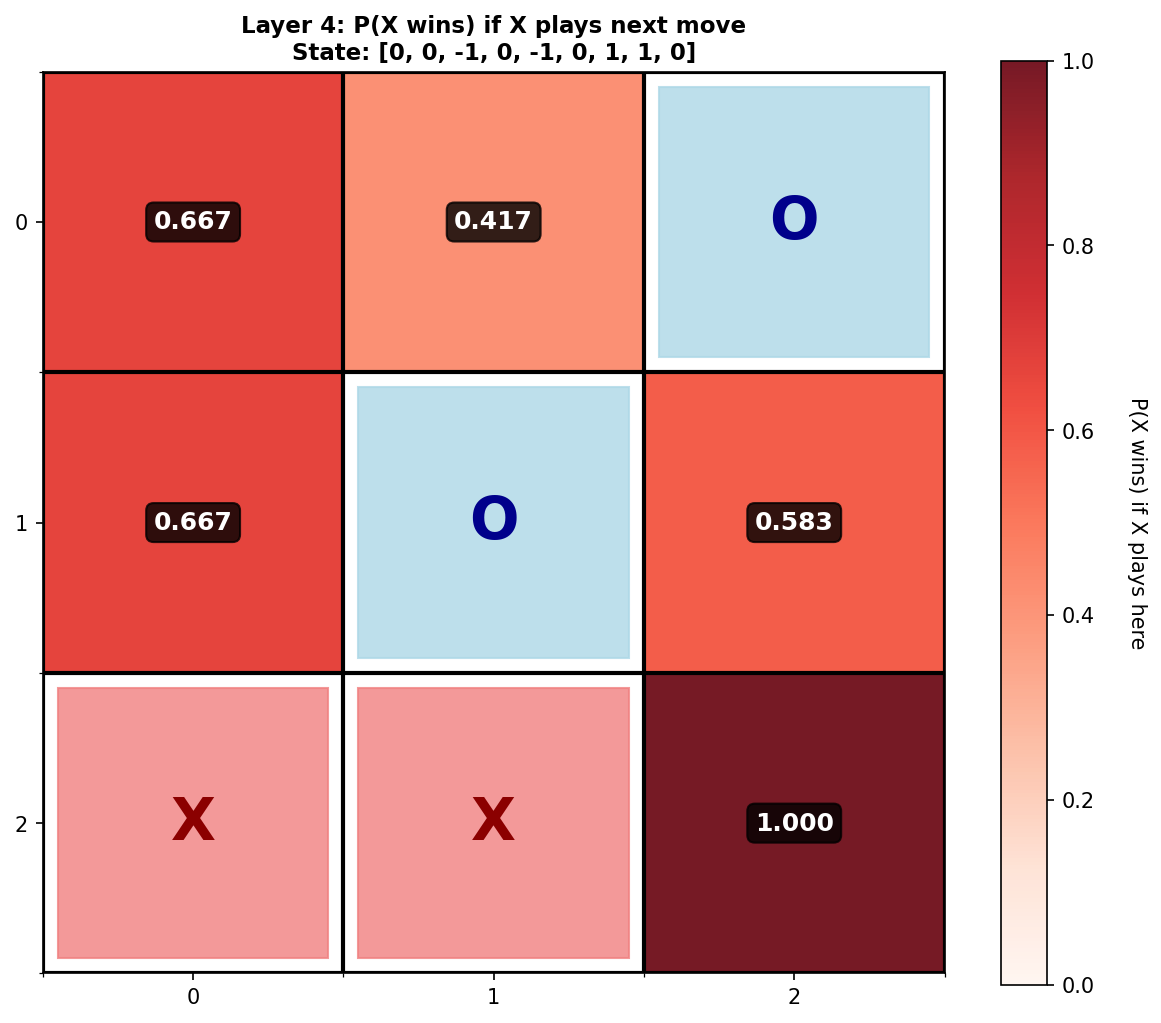 Layer 4: P(X wins) if X plays next move
State: [0, 0, -1, 0, -1, 0, 1, 1, 0]
0
0.667
0.417
O
1
0.667
O
0.583
2
X
X
1.000
0
1
2
1.0
0.8
0.6
0.4
0.2
0.0
P(X wins) if X plays here